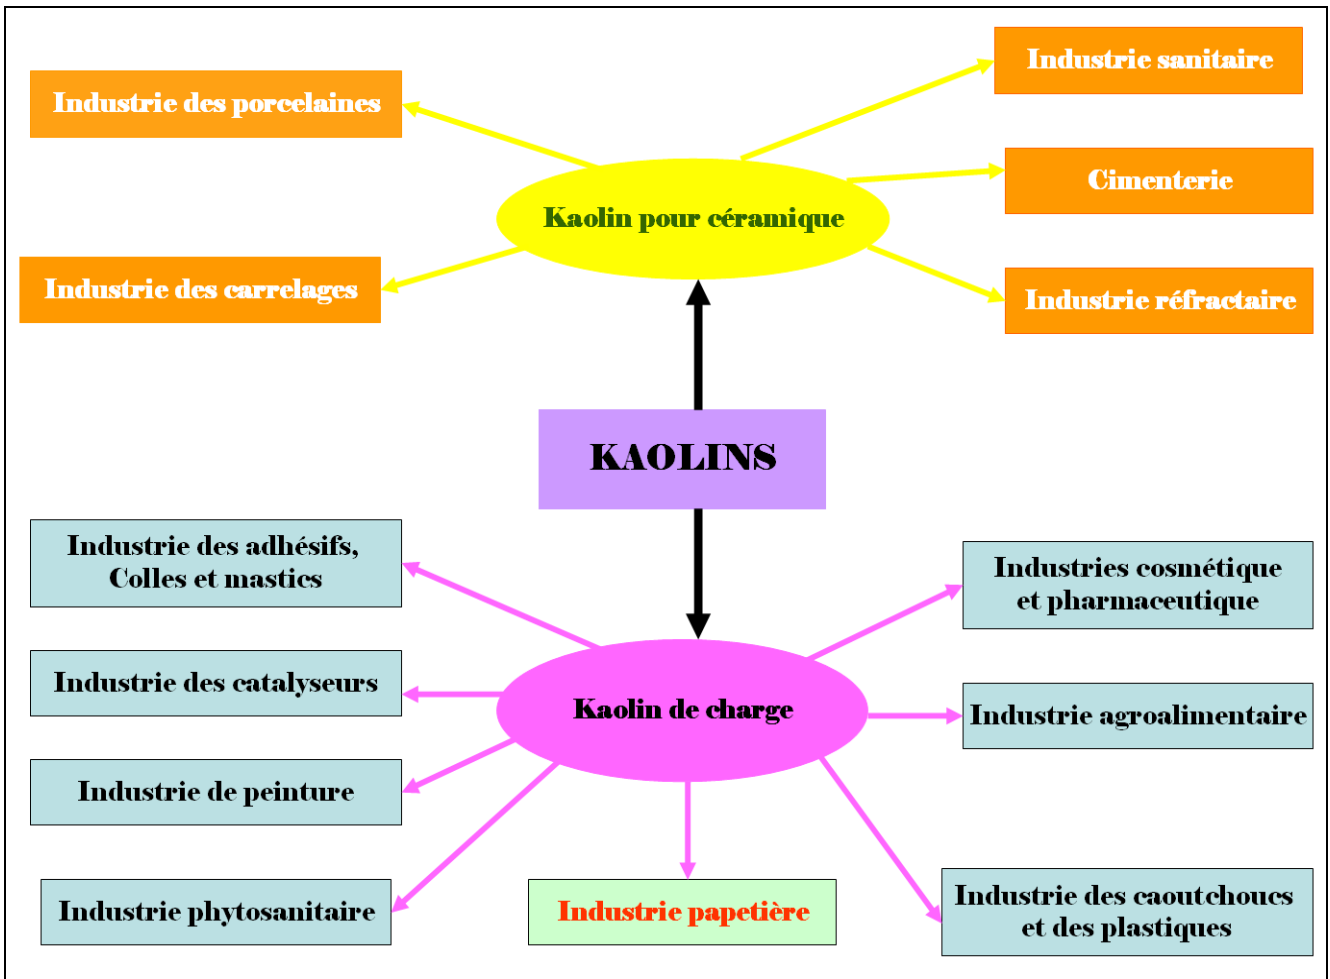 Industrie sanitaire
Industrie des porcelaines
Cimenterie
Kaolin pour céramique
Industrie des carrelages
Industrie réfractaire
KAOLINS
Industrie des adhésifs,
Colles et mastics
Industries cosmétique
et pharmaceutique
Industrie des catalyseurs
Kaolin de charge
Industrie agroalimentaire
Industrie de peinture
Industrie phytosanitaire
Industrie papetière
Industrie des caoutchoucs
et des plastiques